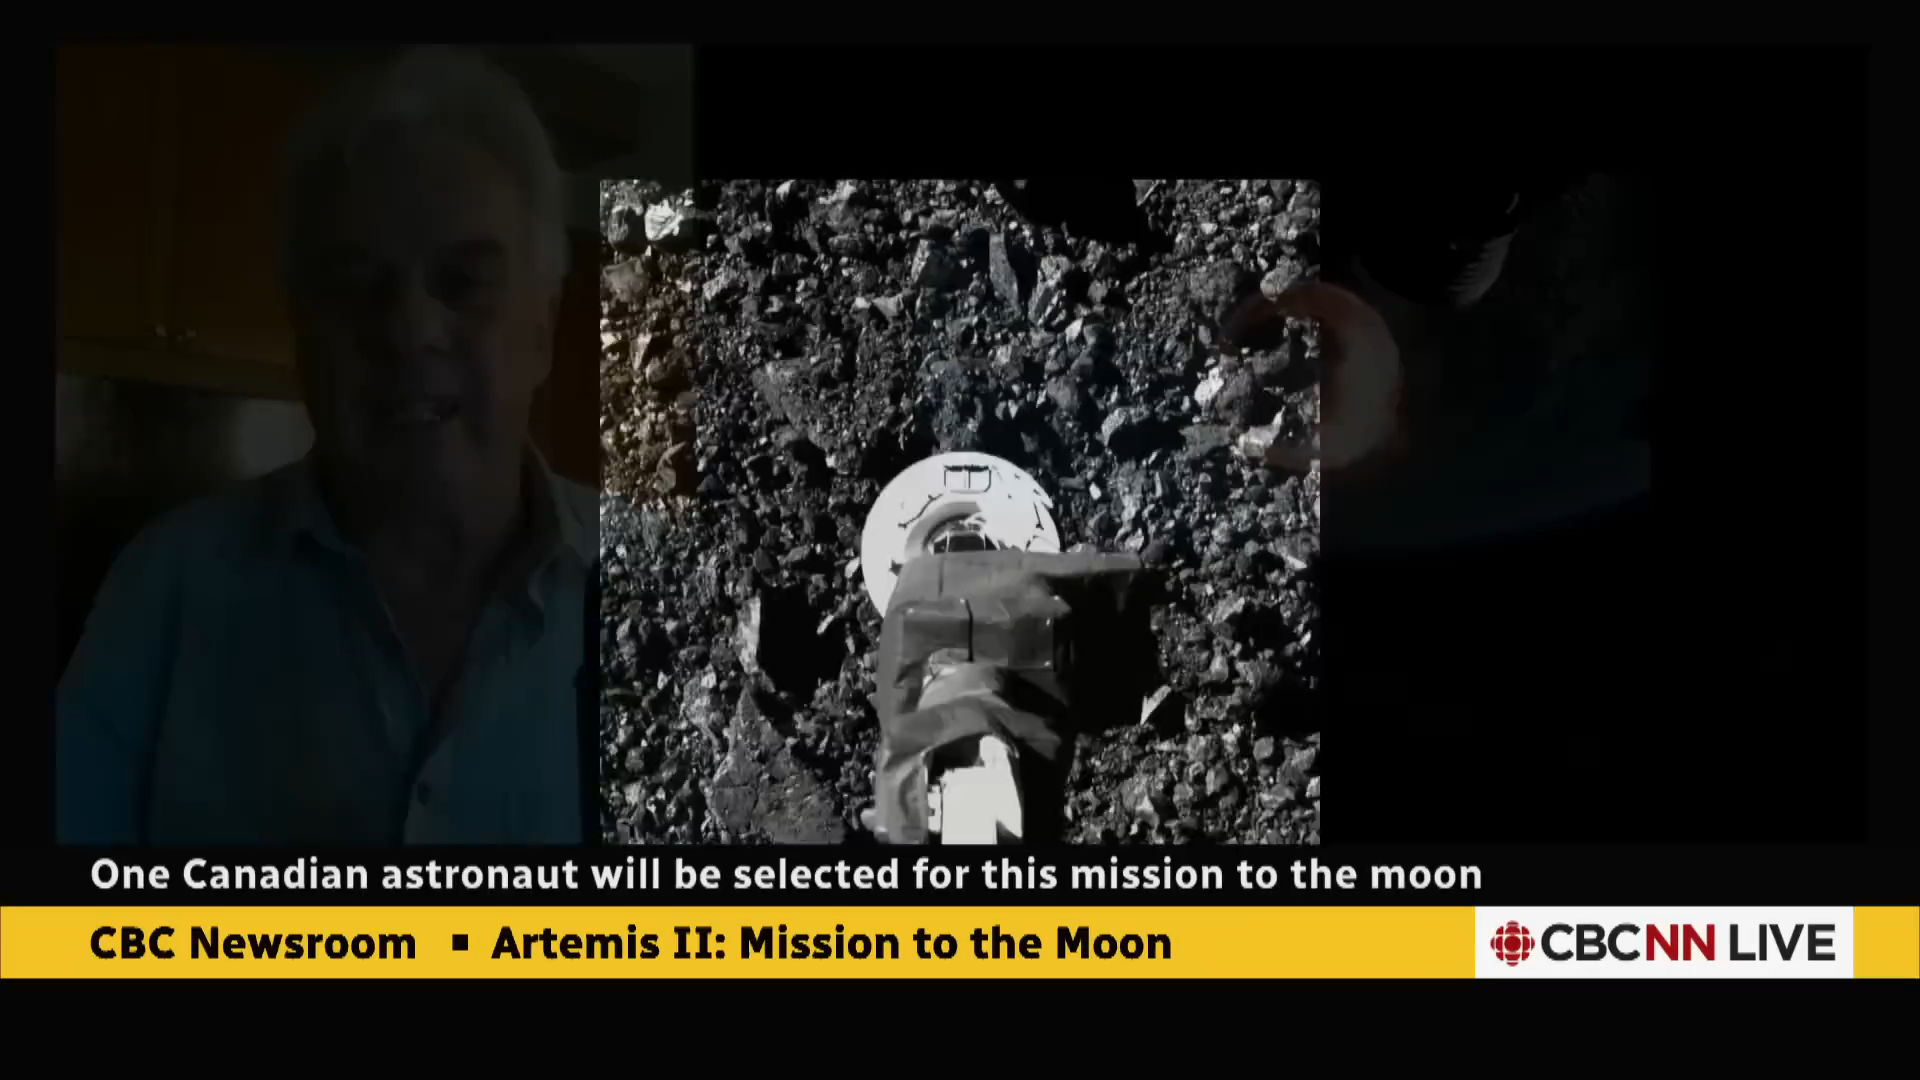 One Canadian astronaut will be selected for this mission to the moon
CBC Newsroom ▪ Artemis II: Mission to the Moon
CBCNN LIVE